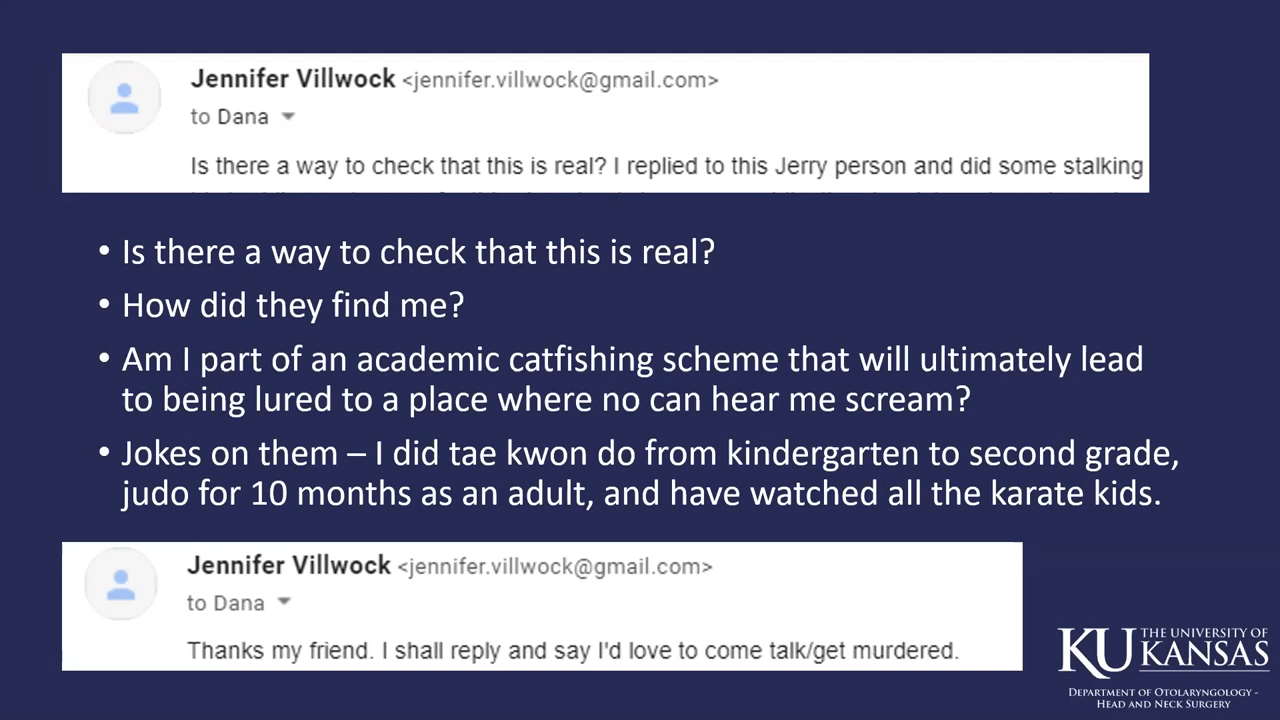 Jennifer Villwock <jennifer.villwock@gmail.com>
to Dana
Is there a way to check that this is real? I replied to this Jerry person and did some stalking
• Is there a way to check that this is real?
• How did they find me?
• Am I part of an academic catfishing scheme that will ultimately lead
to being lured to a place where no can hear me scream?
• Jokes on them – I did tae kwon do from kindergarten to second grade,
judo for 10 months as an adult, and have watched all the karate kids.
Jennifer Villwock <jennifer.villwock@gmail.com>
to Dana
Thanks my friend. I shall reply and say I'd love to come talk/get murdered.
KU THE UNIVERSITY OF
KANSAS
DEPARTMENT OF OTOLARYNGOLOGY -
HEAD AND NECK SURGERY